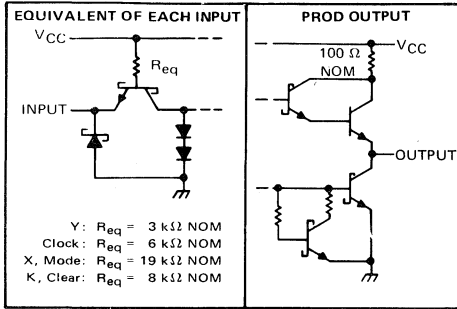 EQUIVALENT OF EACH INPUT
VCC
Req
INPUT
Y: Req = 3 kΩ NOM
Clock: Req = 6 kΩ NOM
X, Mode: Req = 19 kΩ NOM
K, Clear: Req = 8 kΩ NOM
PROD OUTPUT
VCC
100 Ω
NOM
OUTPUT